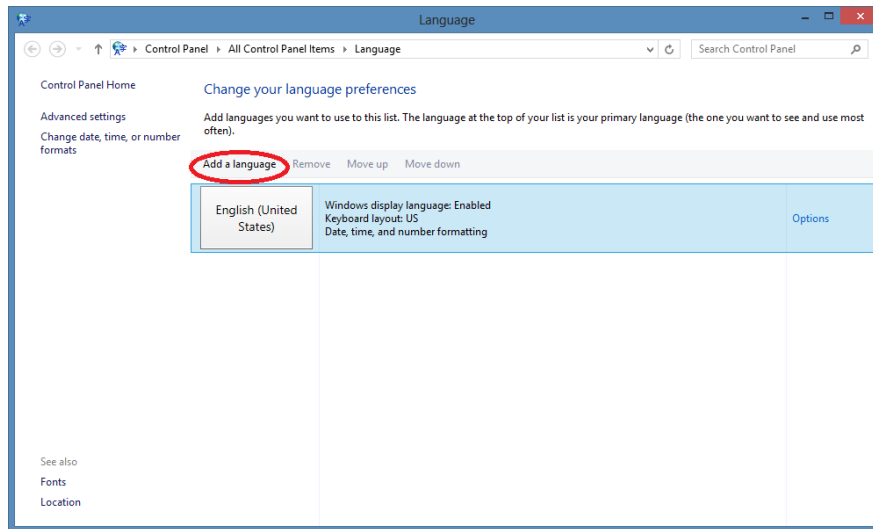 Language
Control Panel ▸ All Control Panel Items ▸ Language
Search Control Panel
Control Panel Home
Advanced settings
Change date, time, or number
formats
Change your language preferences
Add languages you want to use to this list. The language at the top of your list is your primary language (the one you want to see and use most
often).
Add a language Remove Move up Move down
English (United
States)
Windows display language: Enabled
Keyboard layout: US
Date, time, and number formatting
Options
See also
Fonts
Location